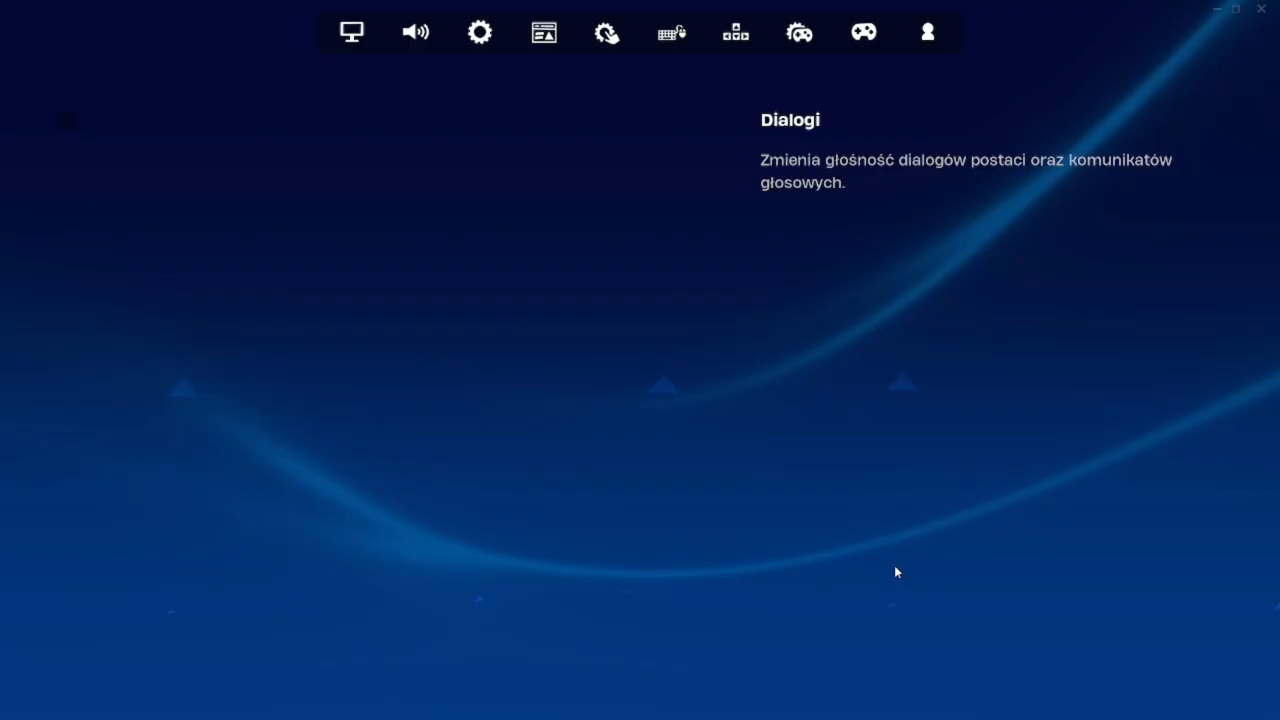 Dialogi
Zmienia głośność dialogów postaci oraz komunikatów
głosowych.